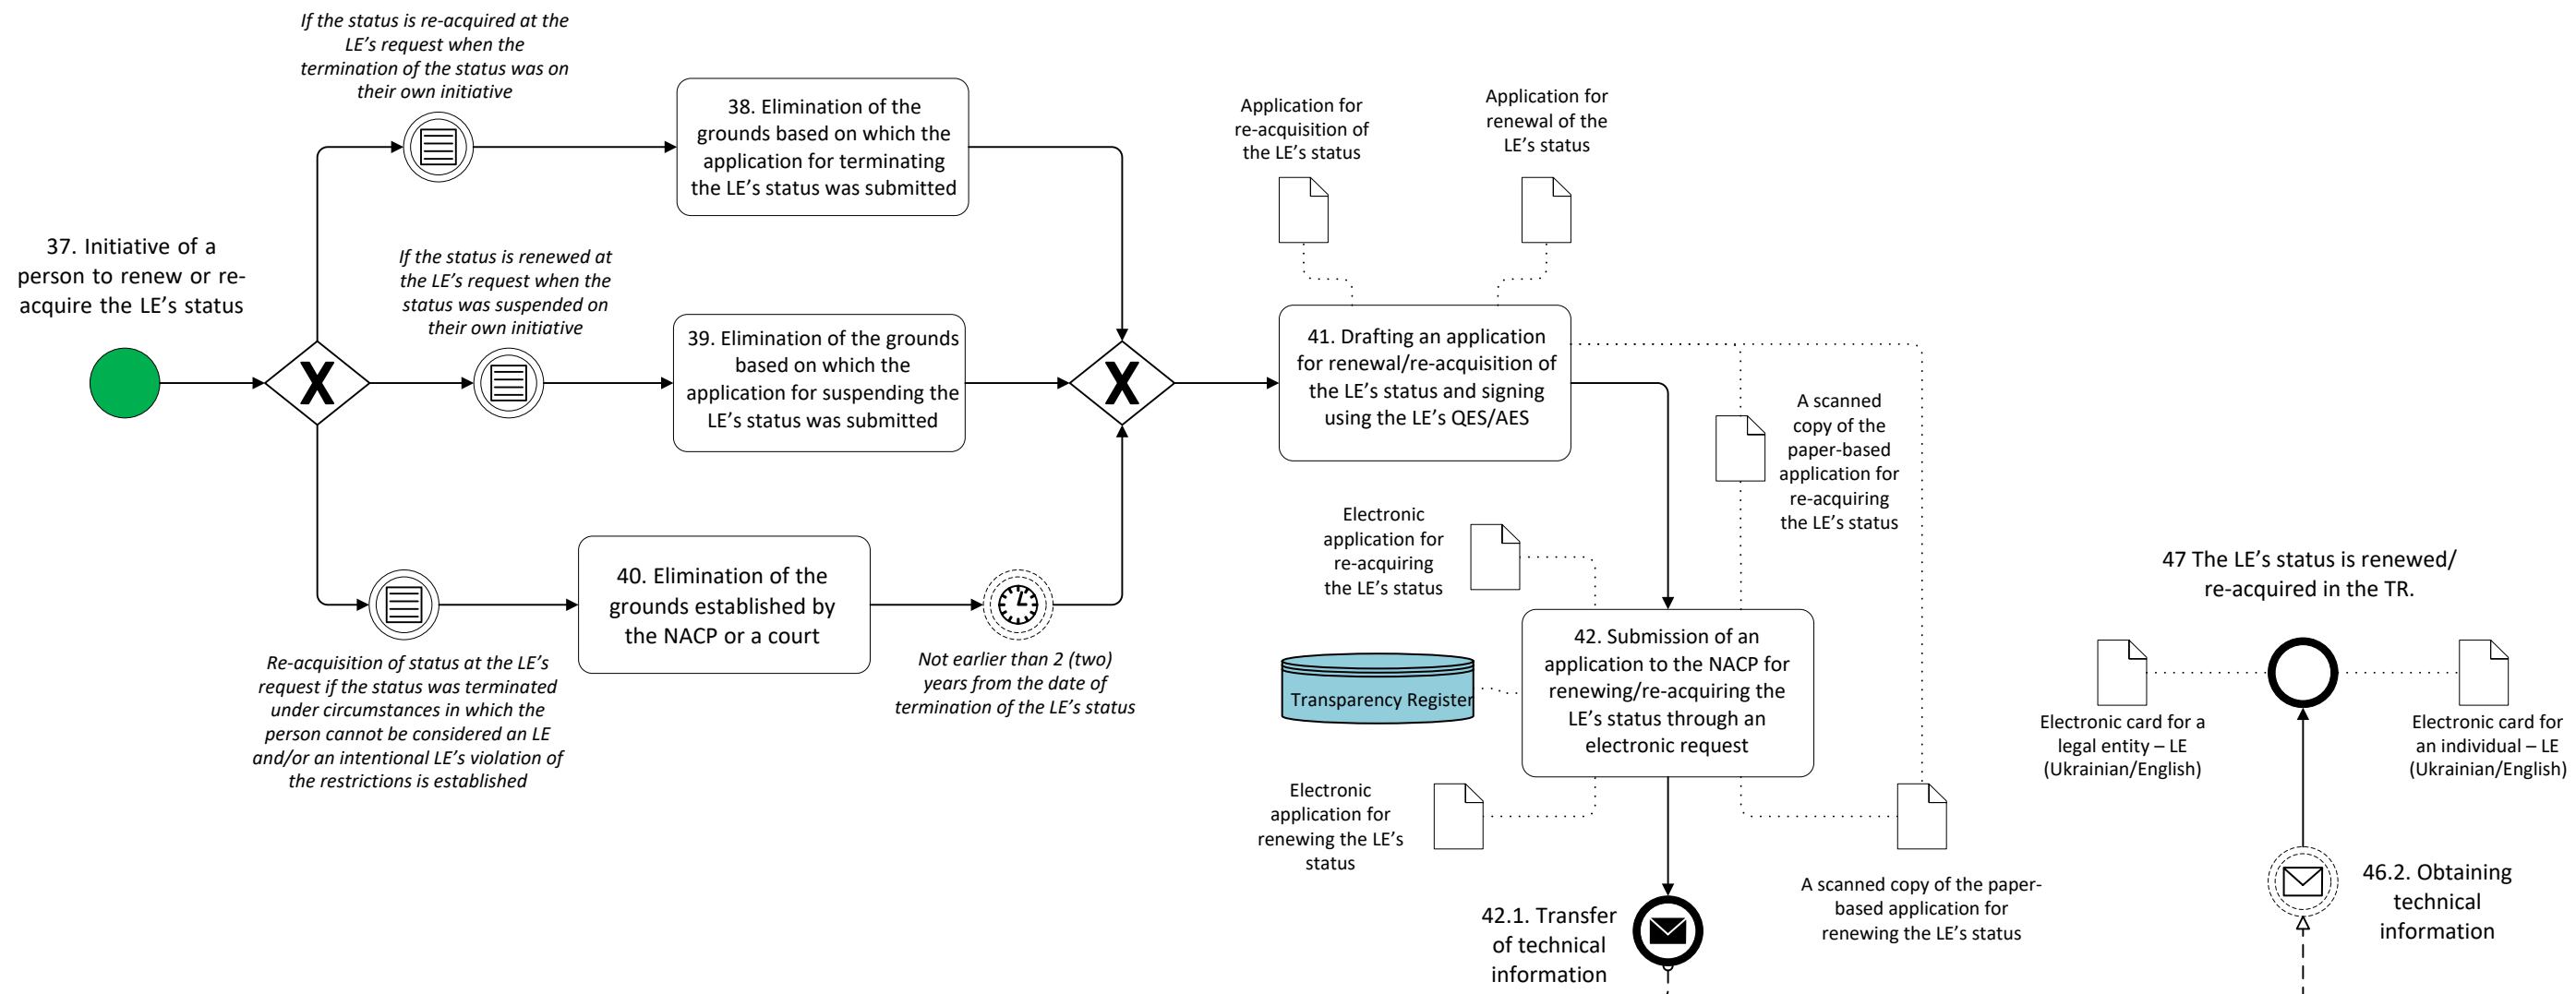 If the status is re-acquired at the
LE’s request when the
termination of the status was on
their own initiative
38. Elimination of the
grounds based on which the
application for terminating
the LE’s status was submitted
37. Initiative of a
person to renew or re-
acquire the LE’s status
If the status is renewed at
the LE’s request when the
status was suspended on
their own initiative
X
39. Elimination of the grounds
based on which the
application for suspending the
LE’s status was submitted
X
40. Elimination of the
grounds established by
the NACP or a court
Re-acquisition of status at the LE’s
request if the status was terminated
under circumstances in which the
person cannot be considered an LE
and/or an intentional LE’s violation of
the restrictions is established
Not earlier than 2 (two)
years from the date of
termination of the LE’s status
Application for
re-acquisition of
the LE’s status
Application for
renewal of the
LE’s status
41. Drafting an application
for renewal/re-acquisition of
the LE’s status and signing
using the LE’s QES/AES
A scanned
copy of the
paper-based
application for
re-acquiring
the LE’s status
Electronic
application for
re-acquiring
the LE’s status
Transparency Register
42. Submission of an
application to the NACP for
renewing/re-acquiring the
LE’s status through an
electronic request
Electronic
application for
renewing the LE’s
status
A scanned copy of the paper-
based application for
renewing the LE’s status
42.1. Transfer
of technical
information
47 The LE’s status is renewed/
re-acquired in the TR.
Electronic card for a
legal entity – LE
(Ukrainian/English)
Electronic card for
an individual – LE
(Ukrainian/English)
46.2. Obtaining
technical
information